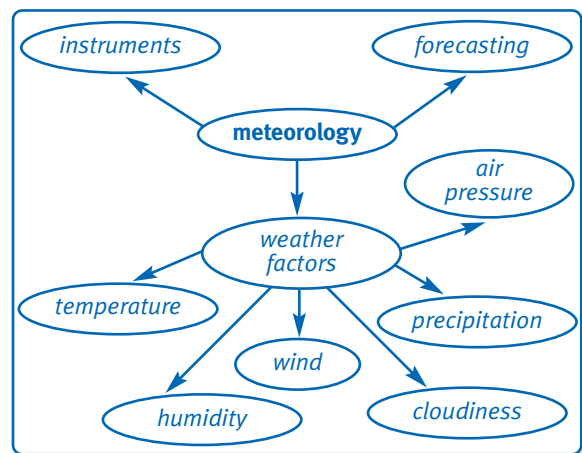 instruments
forecasting
meteorology
air
pressure
weather
factors
temperature
precipitation
wind
humidity
cloudiness